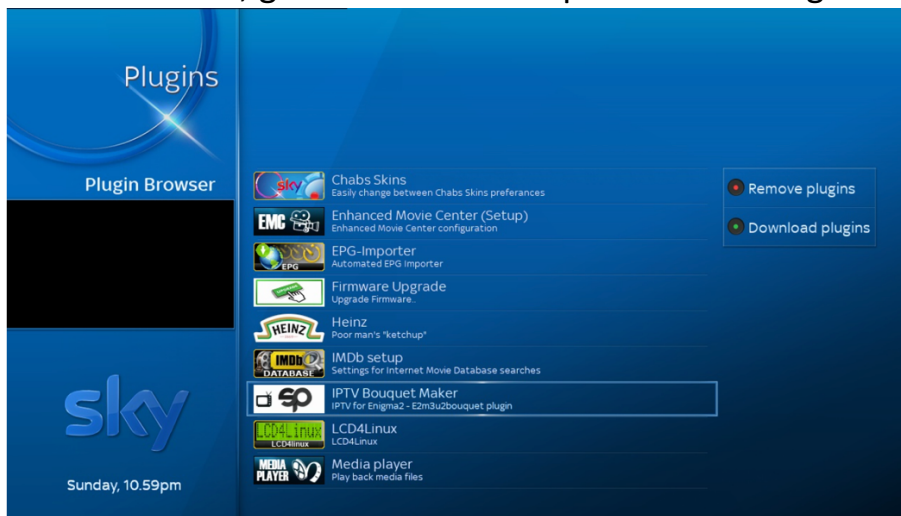 Plugins
Plugin Browser
sky
Chabs Skins
Easily change between Chabs Skins preferances
EMC
Enhanced Movie Center (Setup)
Enhanced Movie Center configuration
EPG
EPG-Importer
Automated EPG Importer
Firmware Upgrade
Upgrade Firmware..
HEINZ
Heinz
Poor man's "ketchup"
IMDb
DATABASE
IMDb setup
Settings for Internet Movie Database searches
SP
IPTV Bouquet Maker
IPTV for Enigma2 - E2m3u2bouquet plugin
LCD4Linux
LCD4linux
LCD4Linux
LCD4Linux
MEDIA
PLAYER
Media player
Play back media files
Remove plugins
Download plugins
sky
Sunday, 10.59pm